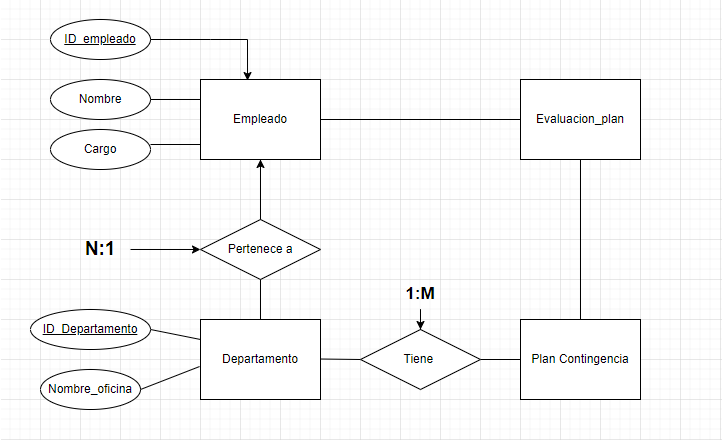 ID_empleado
Nombre
Cargo
Empleado
Evaluacion_plan
N:1
Pertenece a
1:M
ID_Departamento
Nombre_oficina
Departamento
Tiene
Plan Contingencia